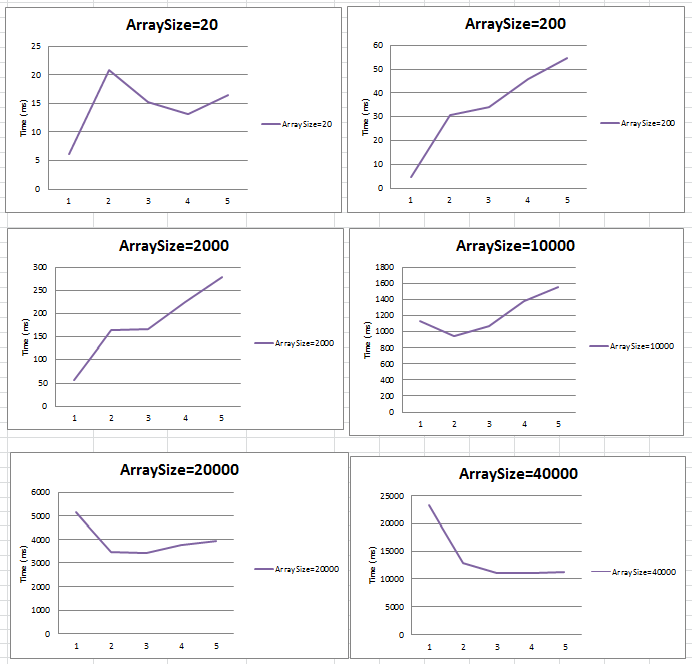 ArraySize=20
25
20
15
10
5
0
Time (ms)
1 2 3 4 5
ArraySize=20
ArraySize=200
60
50
40
30
20
10
0
Time (ms)
1 2 3 4 5
ArraySize=200
ArraySize=2000
300
250
200
150
100
50
0
Time (ms)
1 2 3 4 5
ArraySize=2000
ArraySize=10000
1800
1600
1400
1200
1000
800
600
400
200
0
Time (ms)
1 2 3 4 5
ArraySize=10000
ArraySize=20000
6000
5000
4000
3000
2000
1000
0
Time (ms)
1 2 3 4 5
ArraySize=20000
ArraySize=40000
25000
20000
15000
10000
5000
0
Time (ms)
1 2 3 4 5
ArraySize=40000